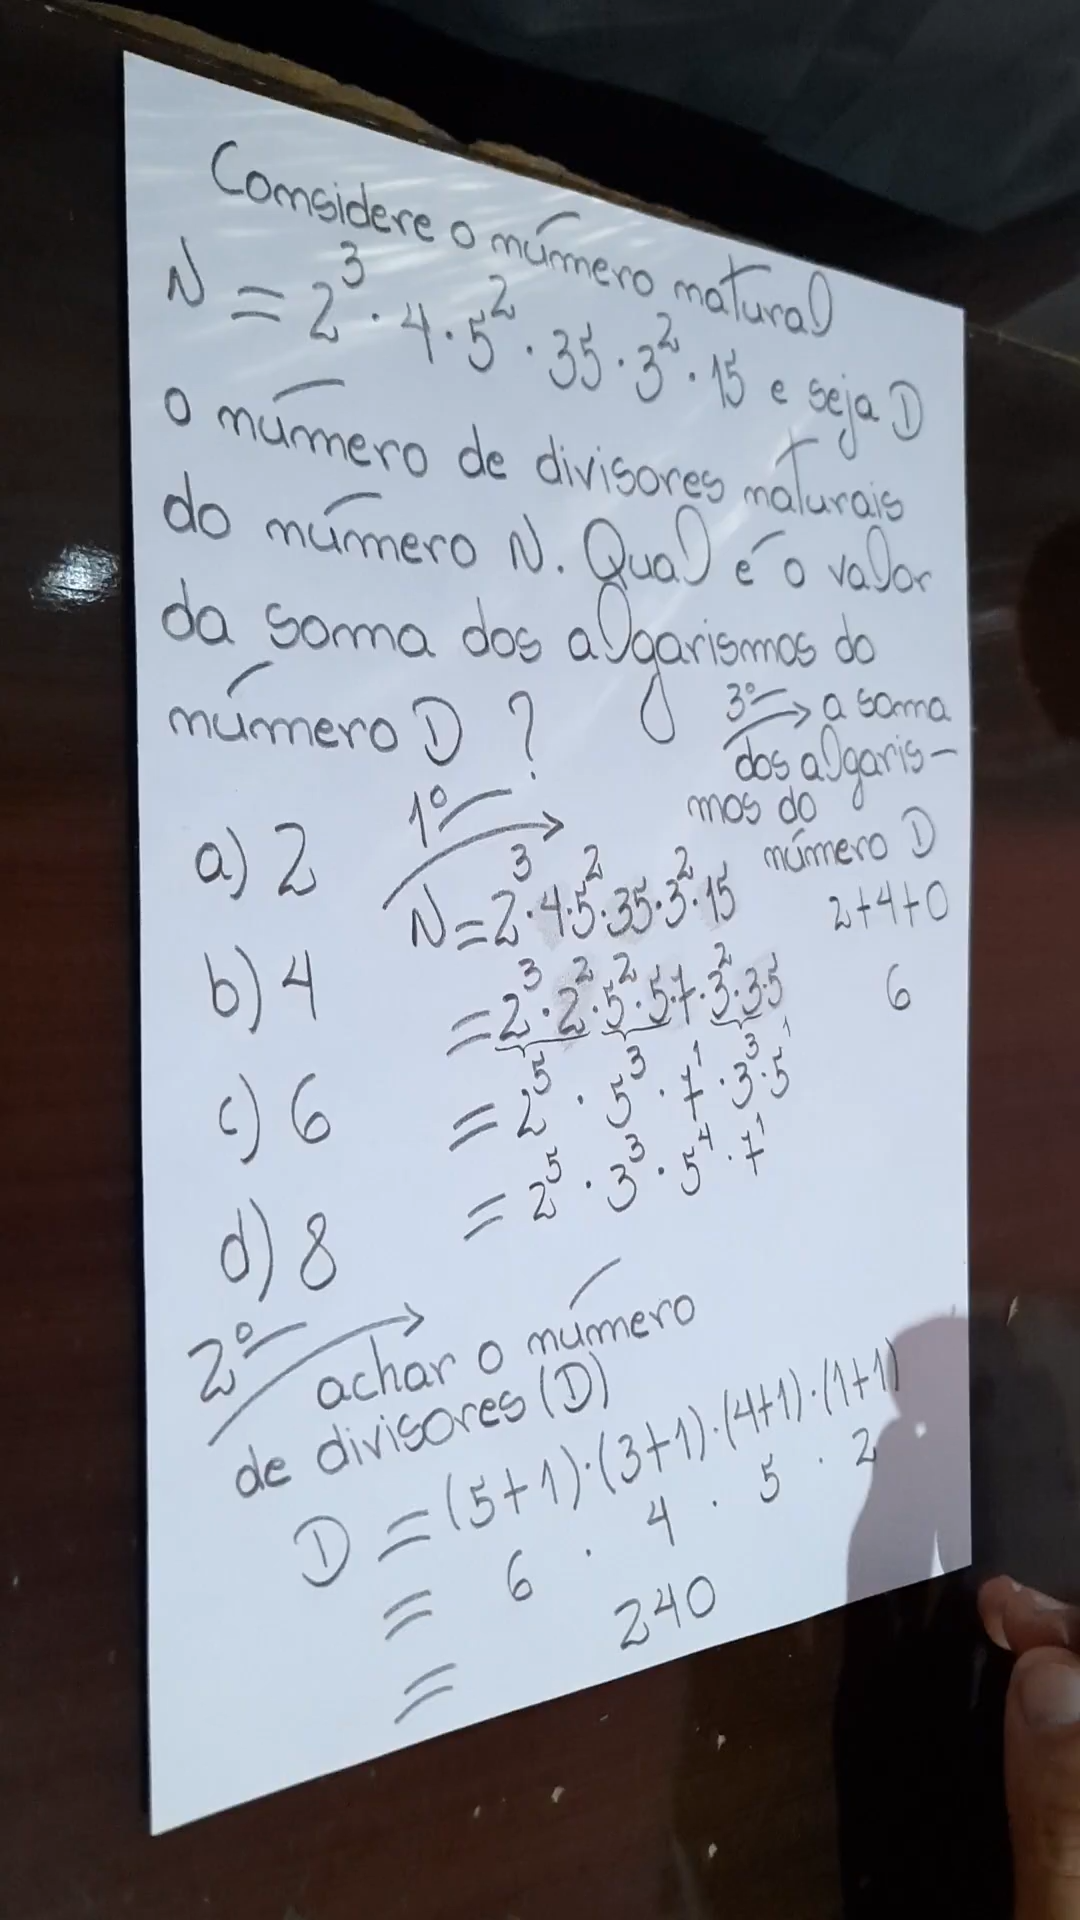 Considere o número natural
N = 2³ · 4 · 5² · 35 · 3² · 15 e seja D
o número de divisores naturais
do número N. Qual é o valor
da soma dos algarismos do
número D ?
a) 2
b) 4
c) 6
d) 8
1º
N = 2³ · 4 · 5² · 35 · 3² · 15
= 2³ · 2² · 5² · 5 · 7 · 3² · 3 · 5
= 2⁵ · 5³ · 7¹ · 3³ · 5¹
= 2⁵ · 3³ · 5⁴ · 7¹
2º achar o número
de divisores (D)
D = (5+1) · (3+1) · (4+1) · (1+1)
= 6 · 4 · 5 · 2
= 240
3º a soma
dos algaris-
mos do
número D
2+4+0
6